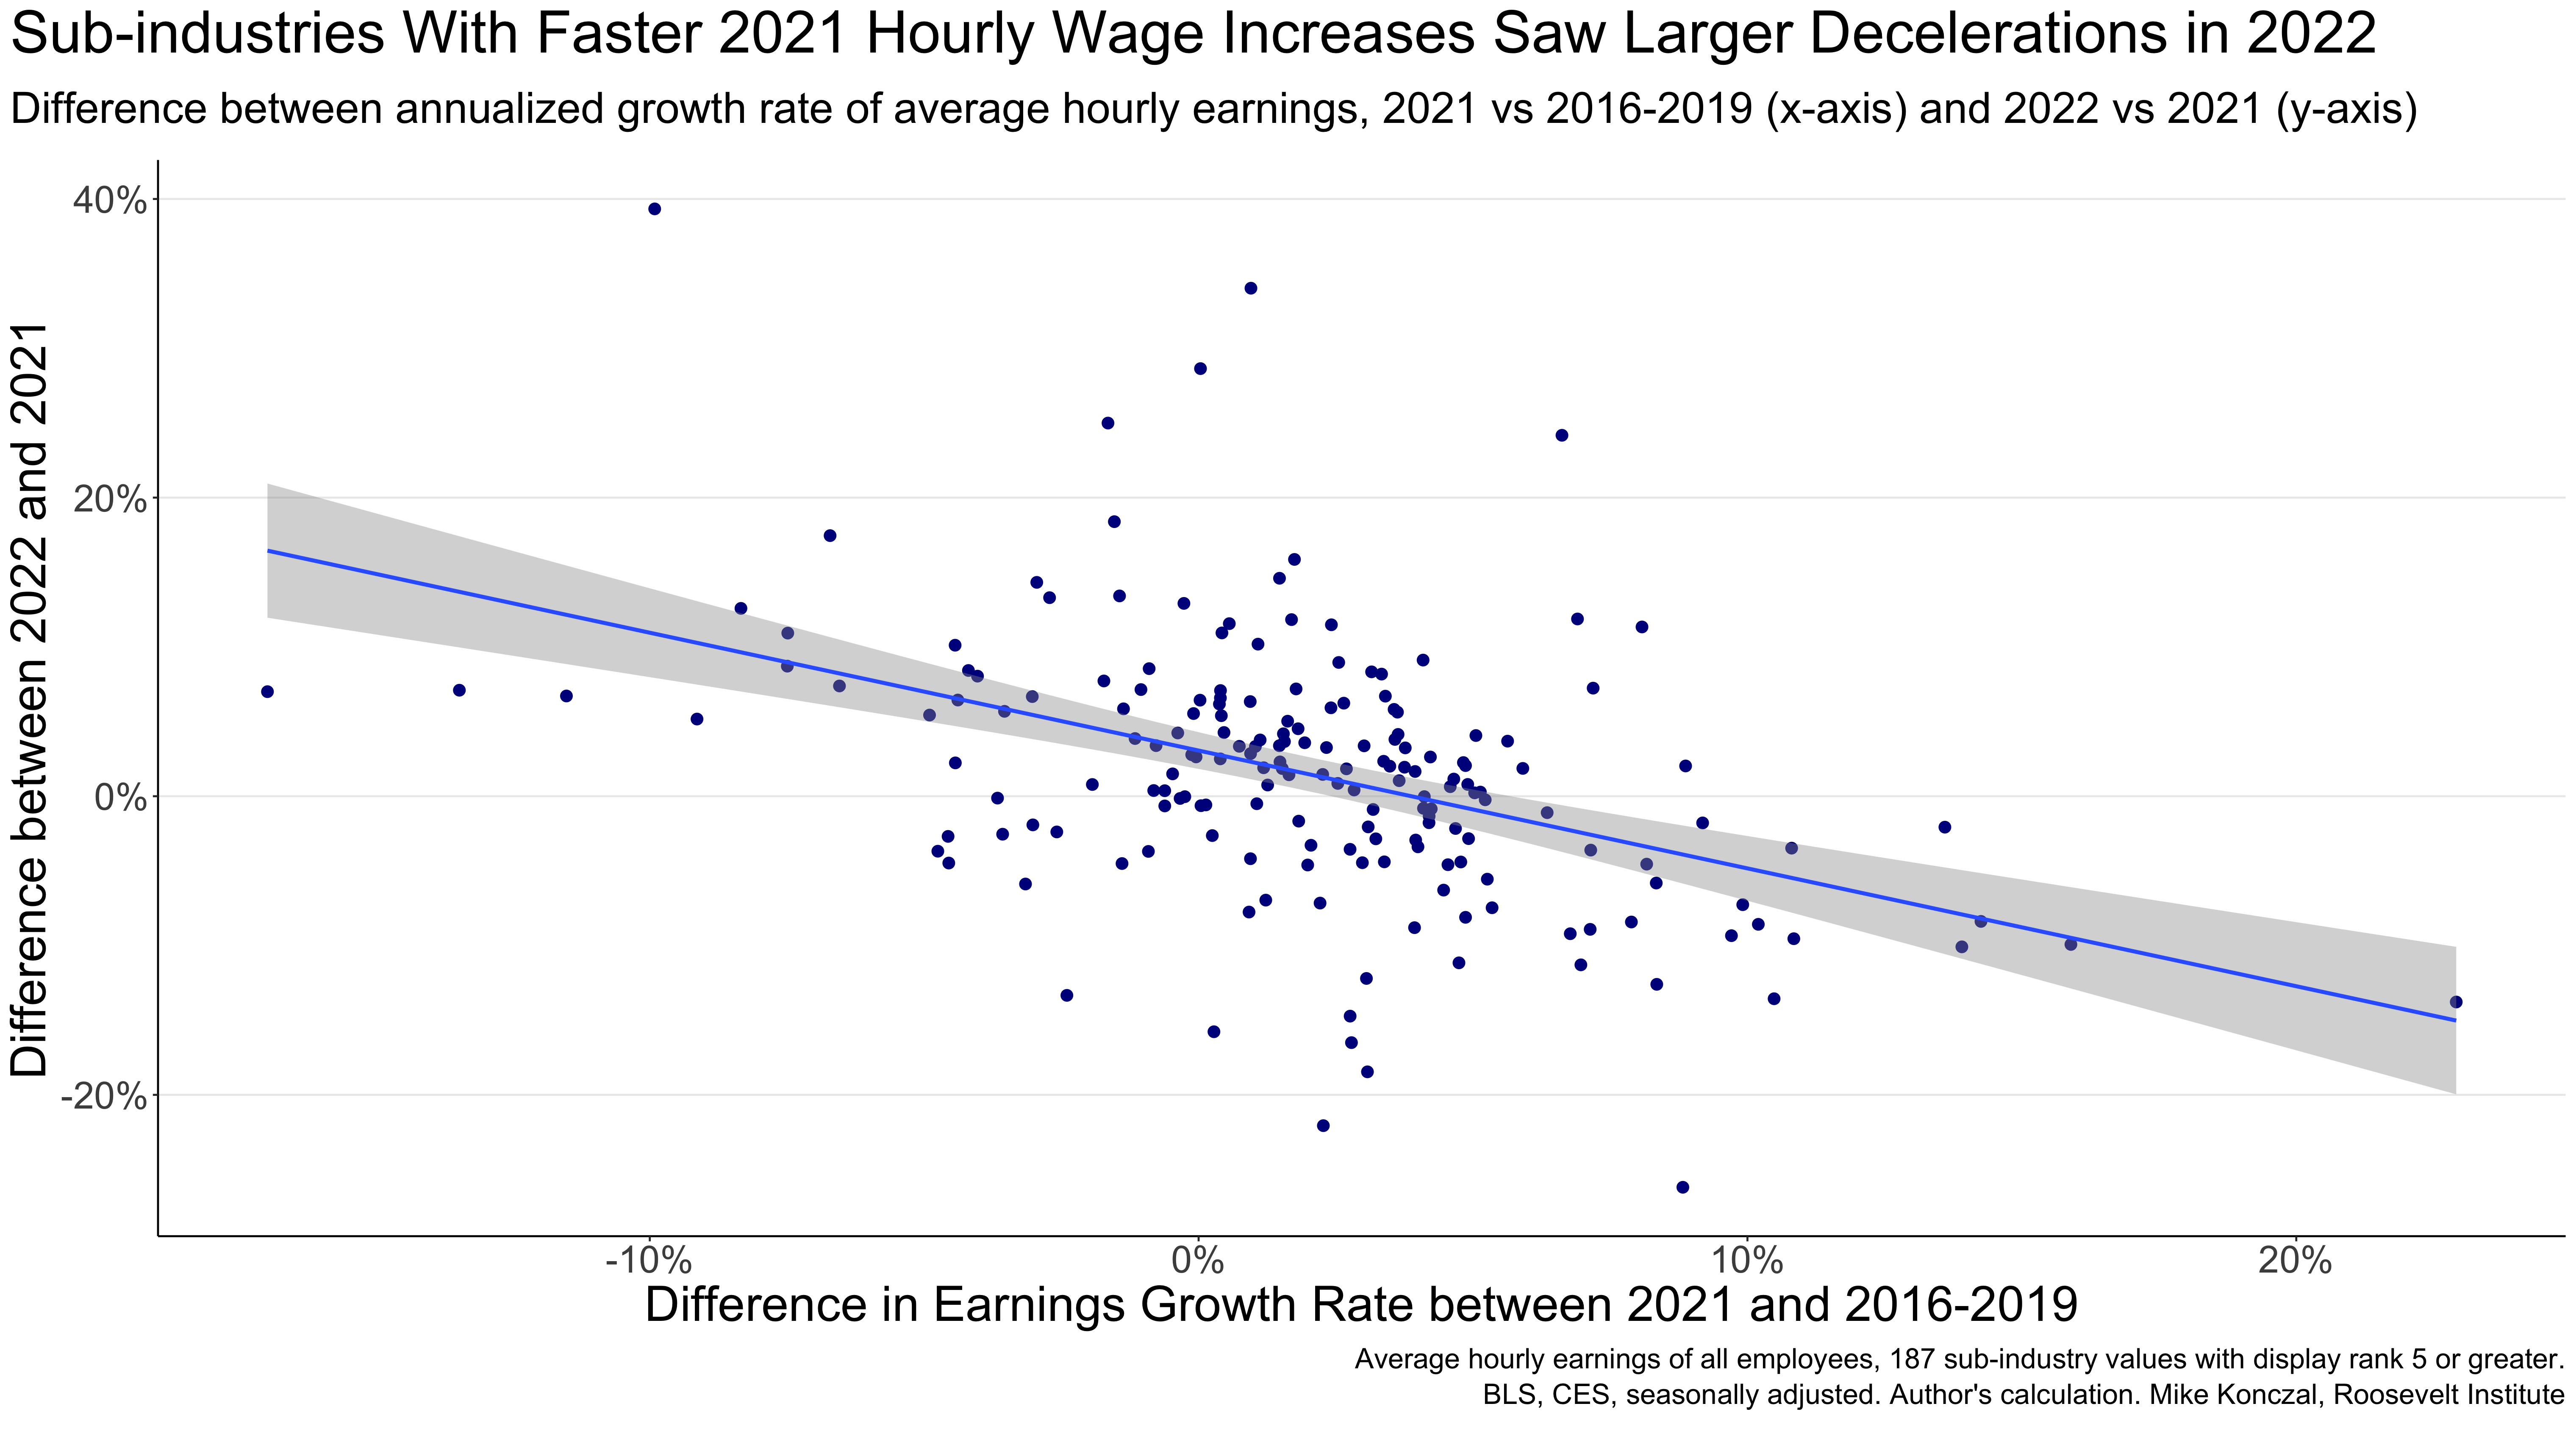 Sub-industries With Faster 2021 Hourly Wage Increases Saw Larger Decelerations in 2022
Difference between annualized growth rate of average hourly earnings, 2021 vs 2016-2019 (x-axis) and 2022 vs 2021 (y-axis)
Difference between 2022 and 2021
40%
20%
0%
-20%
-10%
0%
10%
20%
Difference in Earnings Growth Rate between 2021 and 2016-2019
Average hourly earnings of all employees, 187 sub-industry values with display rank 5 or greater.
BLS, CES, seasonally adjusted. Author's calculation. Mike Konczal, Roosevelt Institute